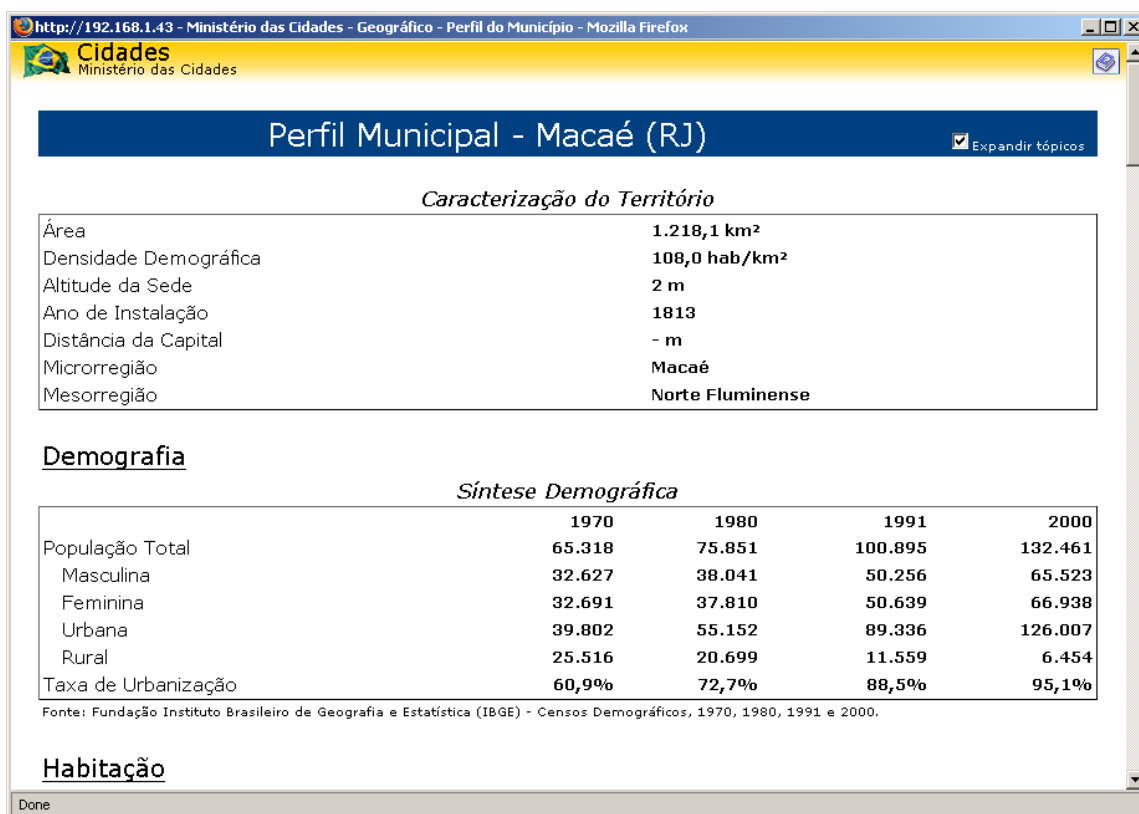 http://192.168.1.43 - Ministério das Cidades - Geográfico - Perfil do Município - Mozilla Firefox
Cidades
Ministério das Cidades
Perfil Municipal - Macaé (RJ)
Expandir tópicos
Caracterização do Território
Área 1.218,1 km²
Densidade Demográfica 108,0 hab/km²
Altitude da Sede 2 m
Ano de Instalação 1813
Distância da Capital - m
Microrregião Macaé
Mesorregião Norte Fluminense
Demografia
Síntese Demográfica
1970 1980 1991 2000
População Total 65.318 75.851 100.895 132.461
Masculina 32.627 38.041 50.256 65.523
Feminina 32.691 37.810 50.639 66.938
Urbana 39.802 55.152 89.336 126.007
Rural 25.516 20.699 11.559 6.454
Taxa de Urbanização 60,9% 72,7% 88,5% 95,1%
Fonte: Fundação Instituto Brasileiro de Geografia e Estatística (IBGE) - Censos Demográficos, 1970, 1980, 1991 e 2000.
Habitação
Done